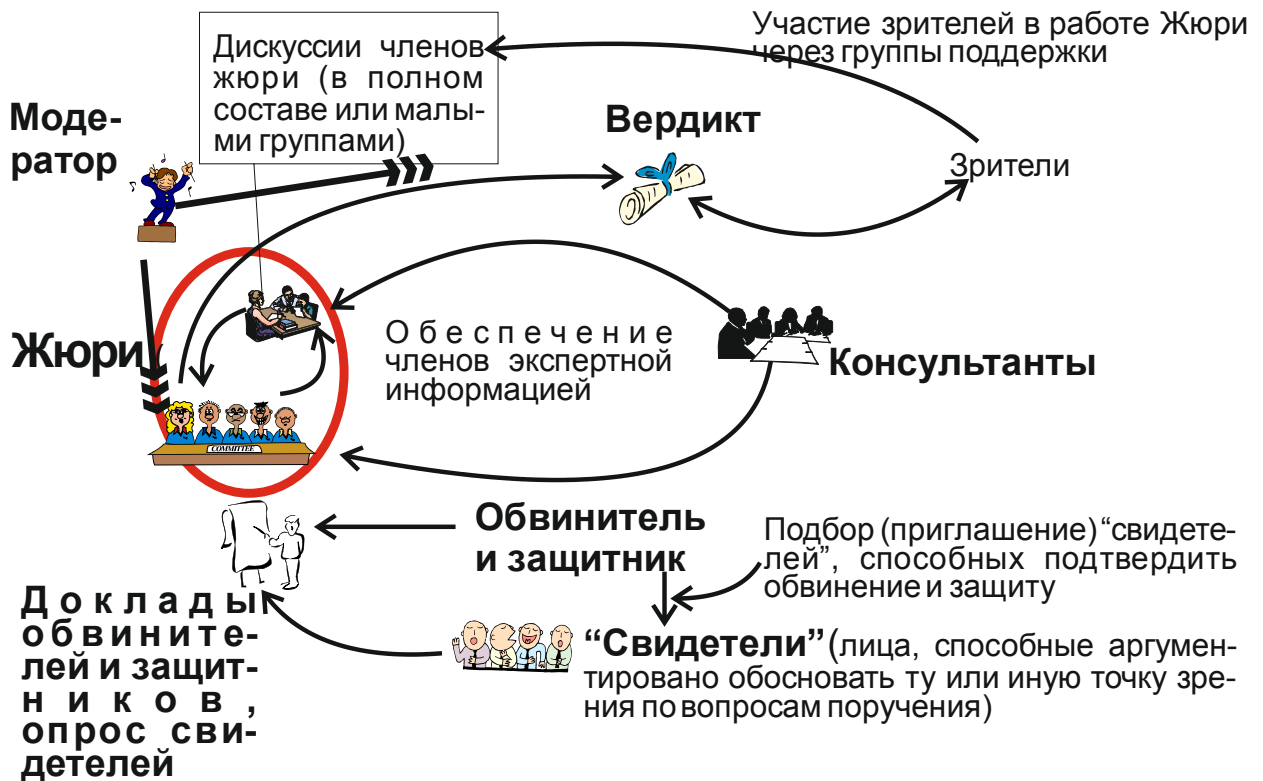 Участие зрителей в работе Жюри
через группы поддержки
Дискуссии членов
жюри (в полном
составе или малы-
ми группами)
Моде-
ратор
Вердикт
Зрители
Жюри
Обеспечение
членов экспертной
информацией
Консультанты
COMMITTEE
Обвинитель
и защитник
Подбор (приглашение) “свидете-
лей”, способных подтвердить
обвинение и защиту
Доклады
обвините-
лей и защит-
ников,
опрос сви-
детелей
“Свидетели” (лица, способные аргумен-
тировано обосновать ту или иную точку зре-
ния по вопросам поручения)